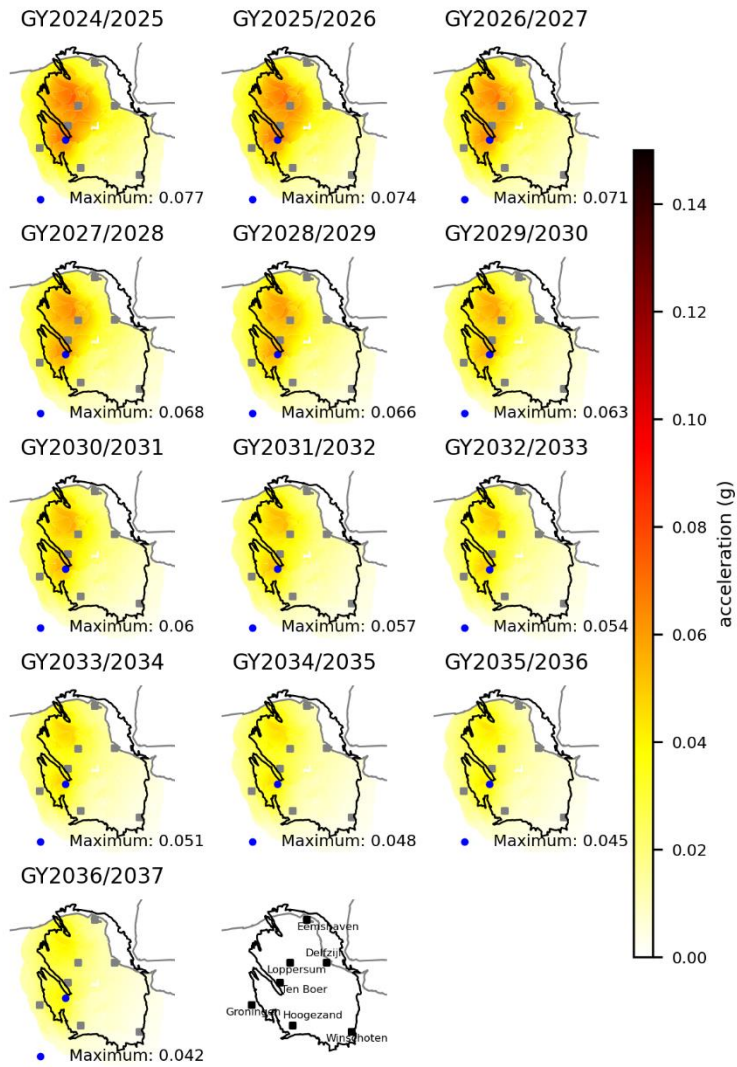 GY2024/2025 GY2025/2026 GY2026/2027
Maximum: 0.077 Maximum: 0.074 Maximum: 0.071
GY2027/2028 GY2028/2029 GY2029/2030
Maximum: 0.068 Maximum: 0.066 Maximum: 0.063
GY2030/2031 GY2031/2032 GY2032/2033
Maximum: 0.06 Maximum: 0.057 Maximum: 0.054
GY2033/2034 GY2034/2035 GY2035/2036
Maximum: 0.051 Maximum: 0.048 Maximum: 0.045
GY2036/2037
Maximum: 0.042
Eemshaven
Delfzijl
Loppersum
Ten Boer
Groningen
Hoogezand
Winschoten
0.14
0.12
0.10
0.08
0.06
0.04
0.02
0.00
acceleration (g)